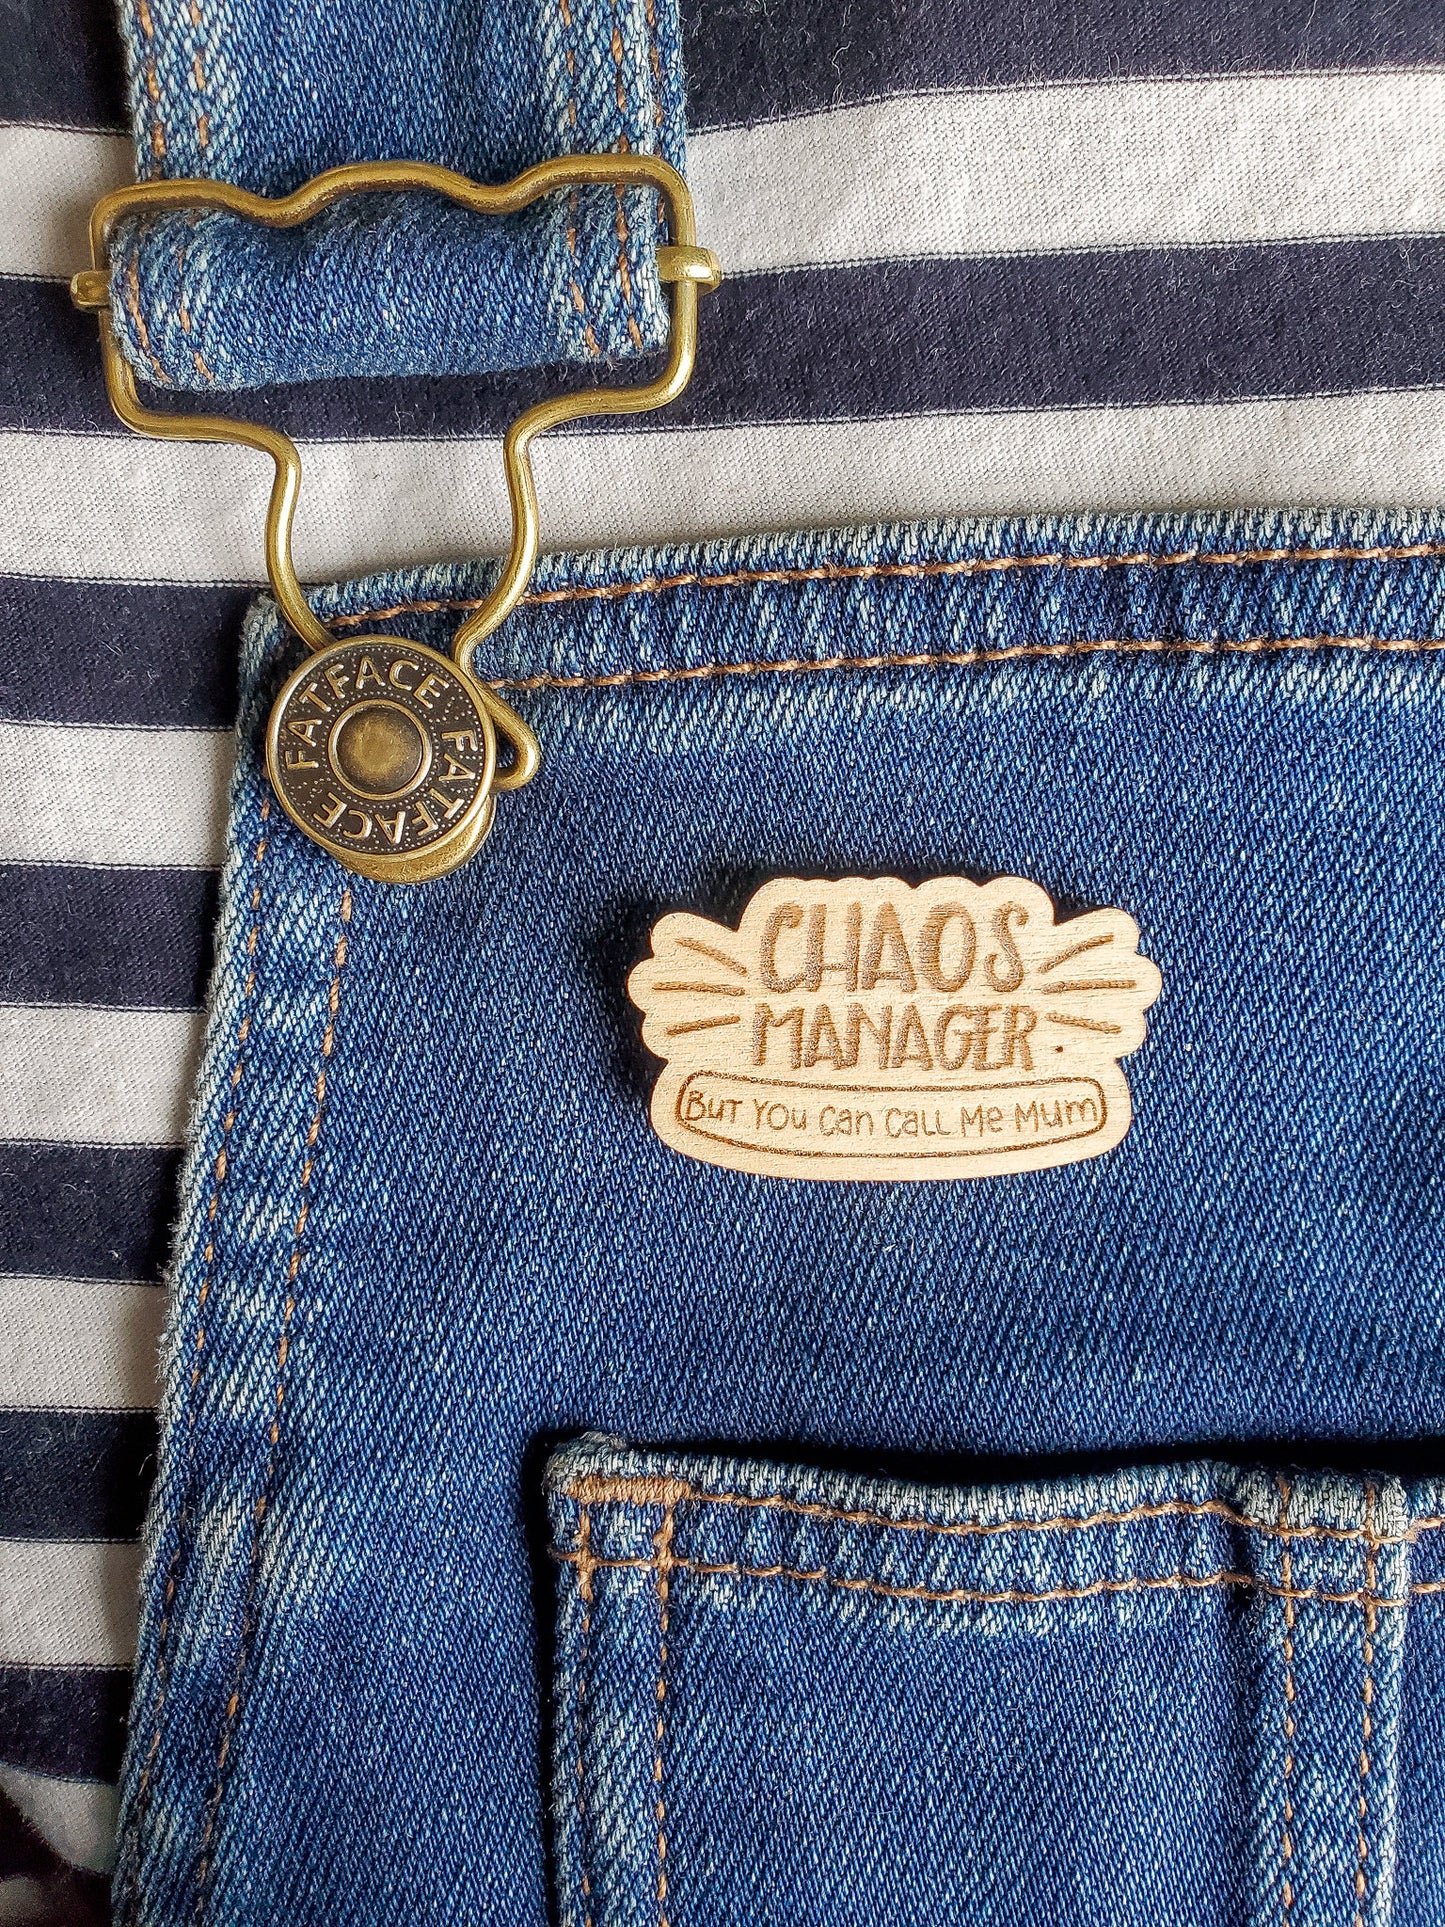 FATFACE FATFACE
CHAOS
MANAGER
BUT YOU Can CaLL Me Mum